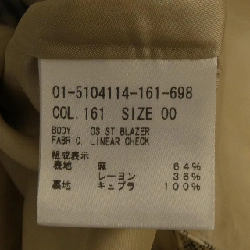 01-5104114-161-698
COL.161 SIZE 00
BODY OS ST BLAZER
FABRIC. LINEAR CHECK
組成表示
表地 麻 64%
レーヨン 36%
裏地 キュプラ 100%